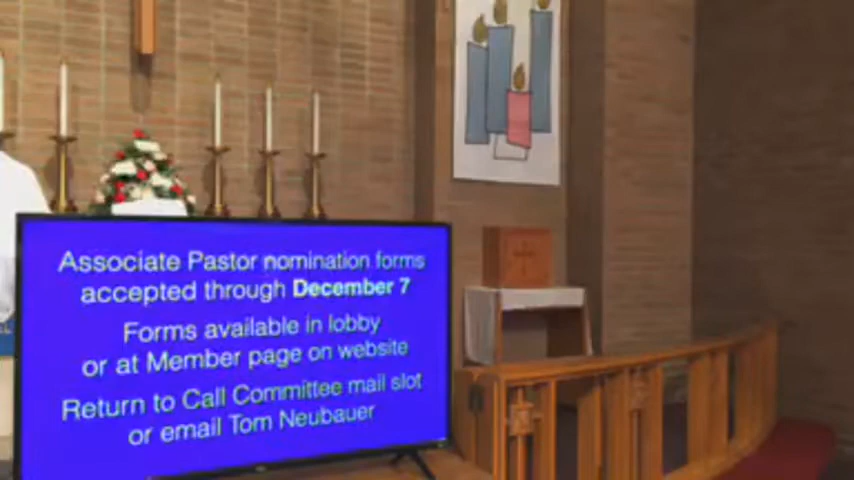 Associate Pastor nomination forms
accepted through December 7
Forms available in lobby
or at Member page on website
Return to Call Committee mail slot
or email Tom Neubauer